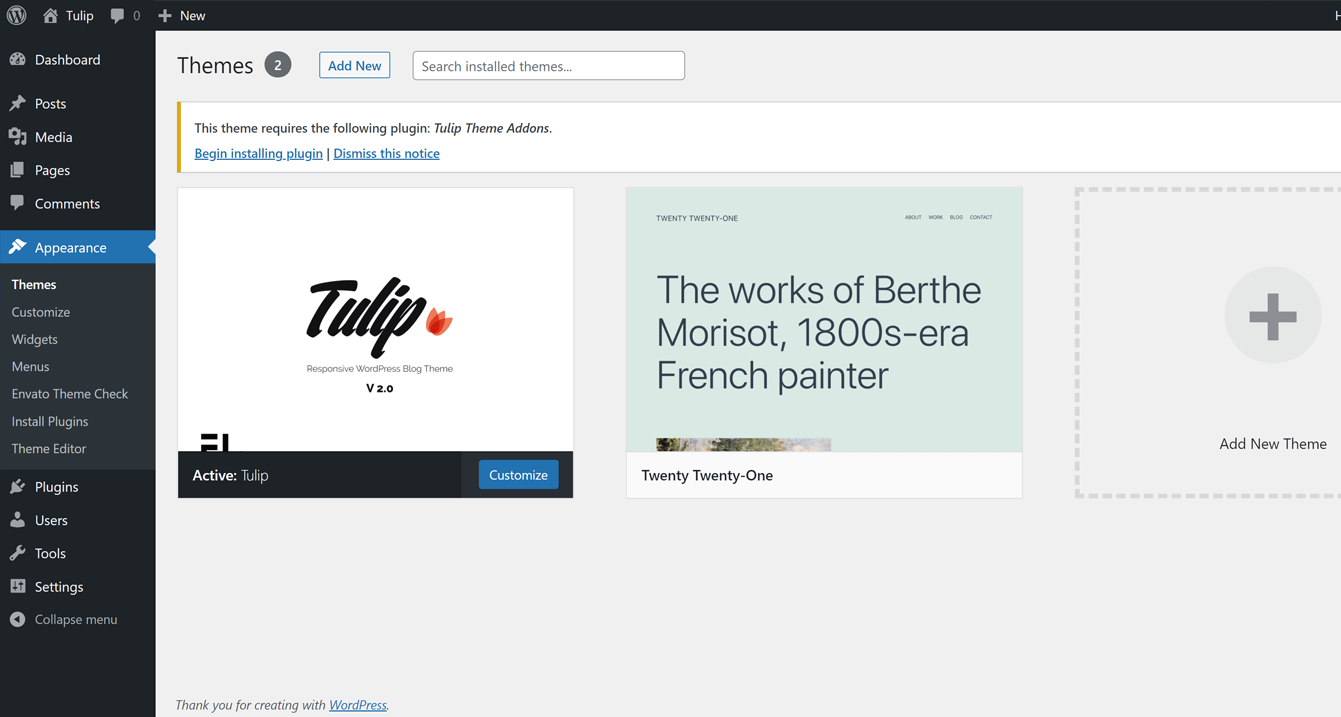 Tulip
0
New
H
Dashboard
Posts
Media
Pages
Comments
Appearance
Themes
Customize
Widgets
Menus
Envato Theme Check
Install Plugins
Theme Editor
Plugins
Users
Tools
Settings
Collapse menu
Themes 2 Add New Search installed themes...
This theme requires the following plugin: Tulip Theme Addons.
Begin installing plugin | Dismiss this notice
Tulip
Responsive WordPress Blog Theme
V 2.0
Active: Tulip Customize
TWENTY TWENTY-ONE ABOUT WORK BLOG CONTACT
The works of Berthe
Morisot, 1800s-era
French painter
Twenty Twenty-One
Add New Theme
Thank you for creating with WordPress.